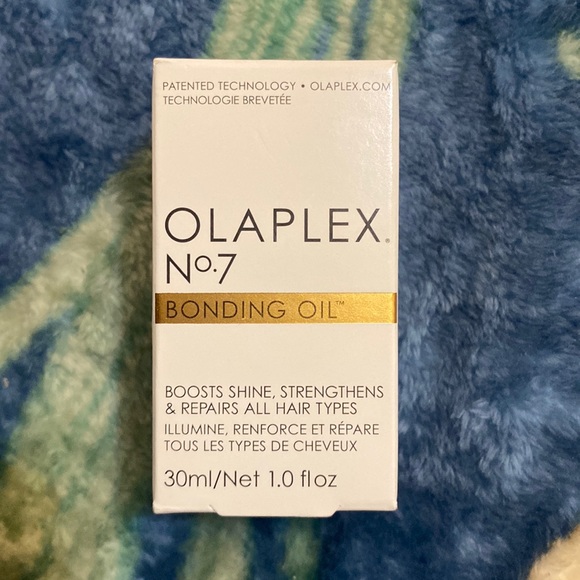 PATENTED TECHNOLOGY • OLAPLEX.COM
TECHNOLOGIE BREVETÉE
OLAPLEX®
Nº.7
BONDING OIL™
BOOSTS SHINE, STRENGTHENS
& REPAIRS ALL HAIR TYPES
ILLUMINE, RENFORCE ET RÉPARE
TOUS LES TYPES DE CHEVEUX
30ml/Net 1.0 fl oz